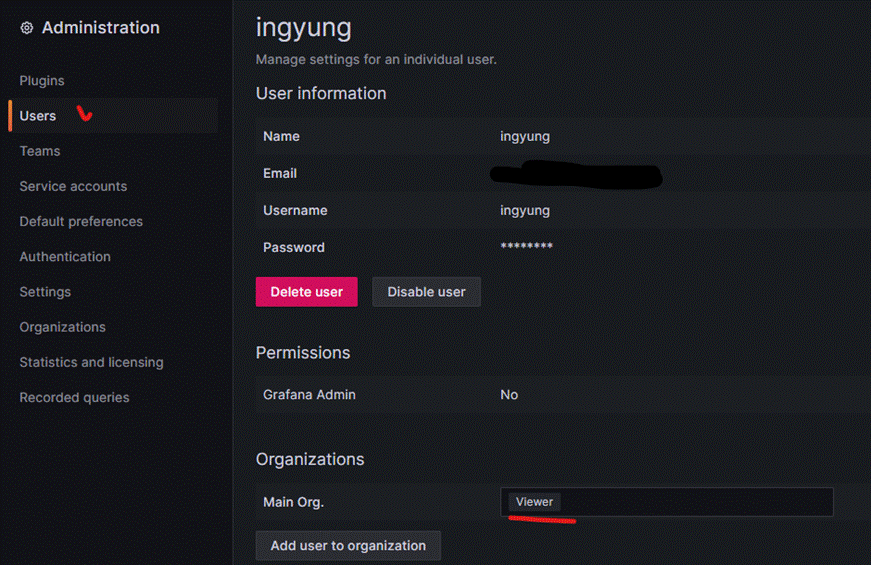 Administration
Plugins
Users
Teams
Service accounts
Default preferences
Authentication
Settings
Organizations
Statistics and licensing
Recorded queries
ingyung
Manage settings for an individual user.
User information
Name ingyung
Email
Username ingyung
Password ********
Delete user Disable user
Permissions
Grafana Admin No
Organizations
Main Org. Viewer
Add user to organization